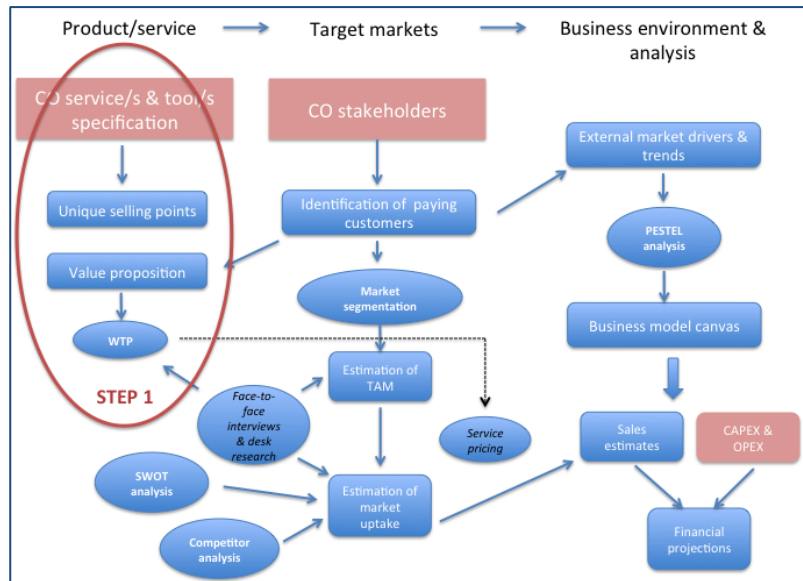 Product/service
Target markets
Business environment &
analysis
CO service/s & tool/s
specification
Unique selling points
Value proposition
WTP
STEP 1
CO stakeholders
Identification of paying
customers
Market
segmentation
Estimation of
TAM
Face-to-
face
interviews
& desk
research
Service
pricing
SWOT
analysis
Competitor
analysis
Estimation of
market
uptake
External market drivers &
trends
PESTEL
analysis
Business model canvas
Sales
estimates
CAPEX &
OPEX
Financial
projections